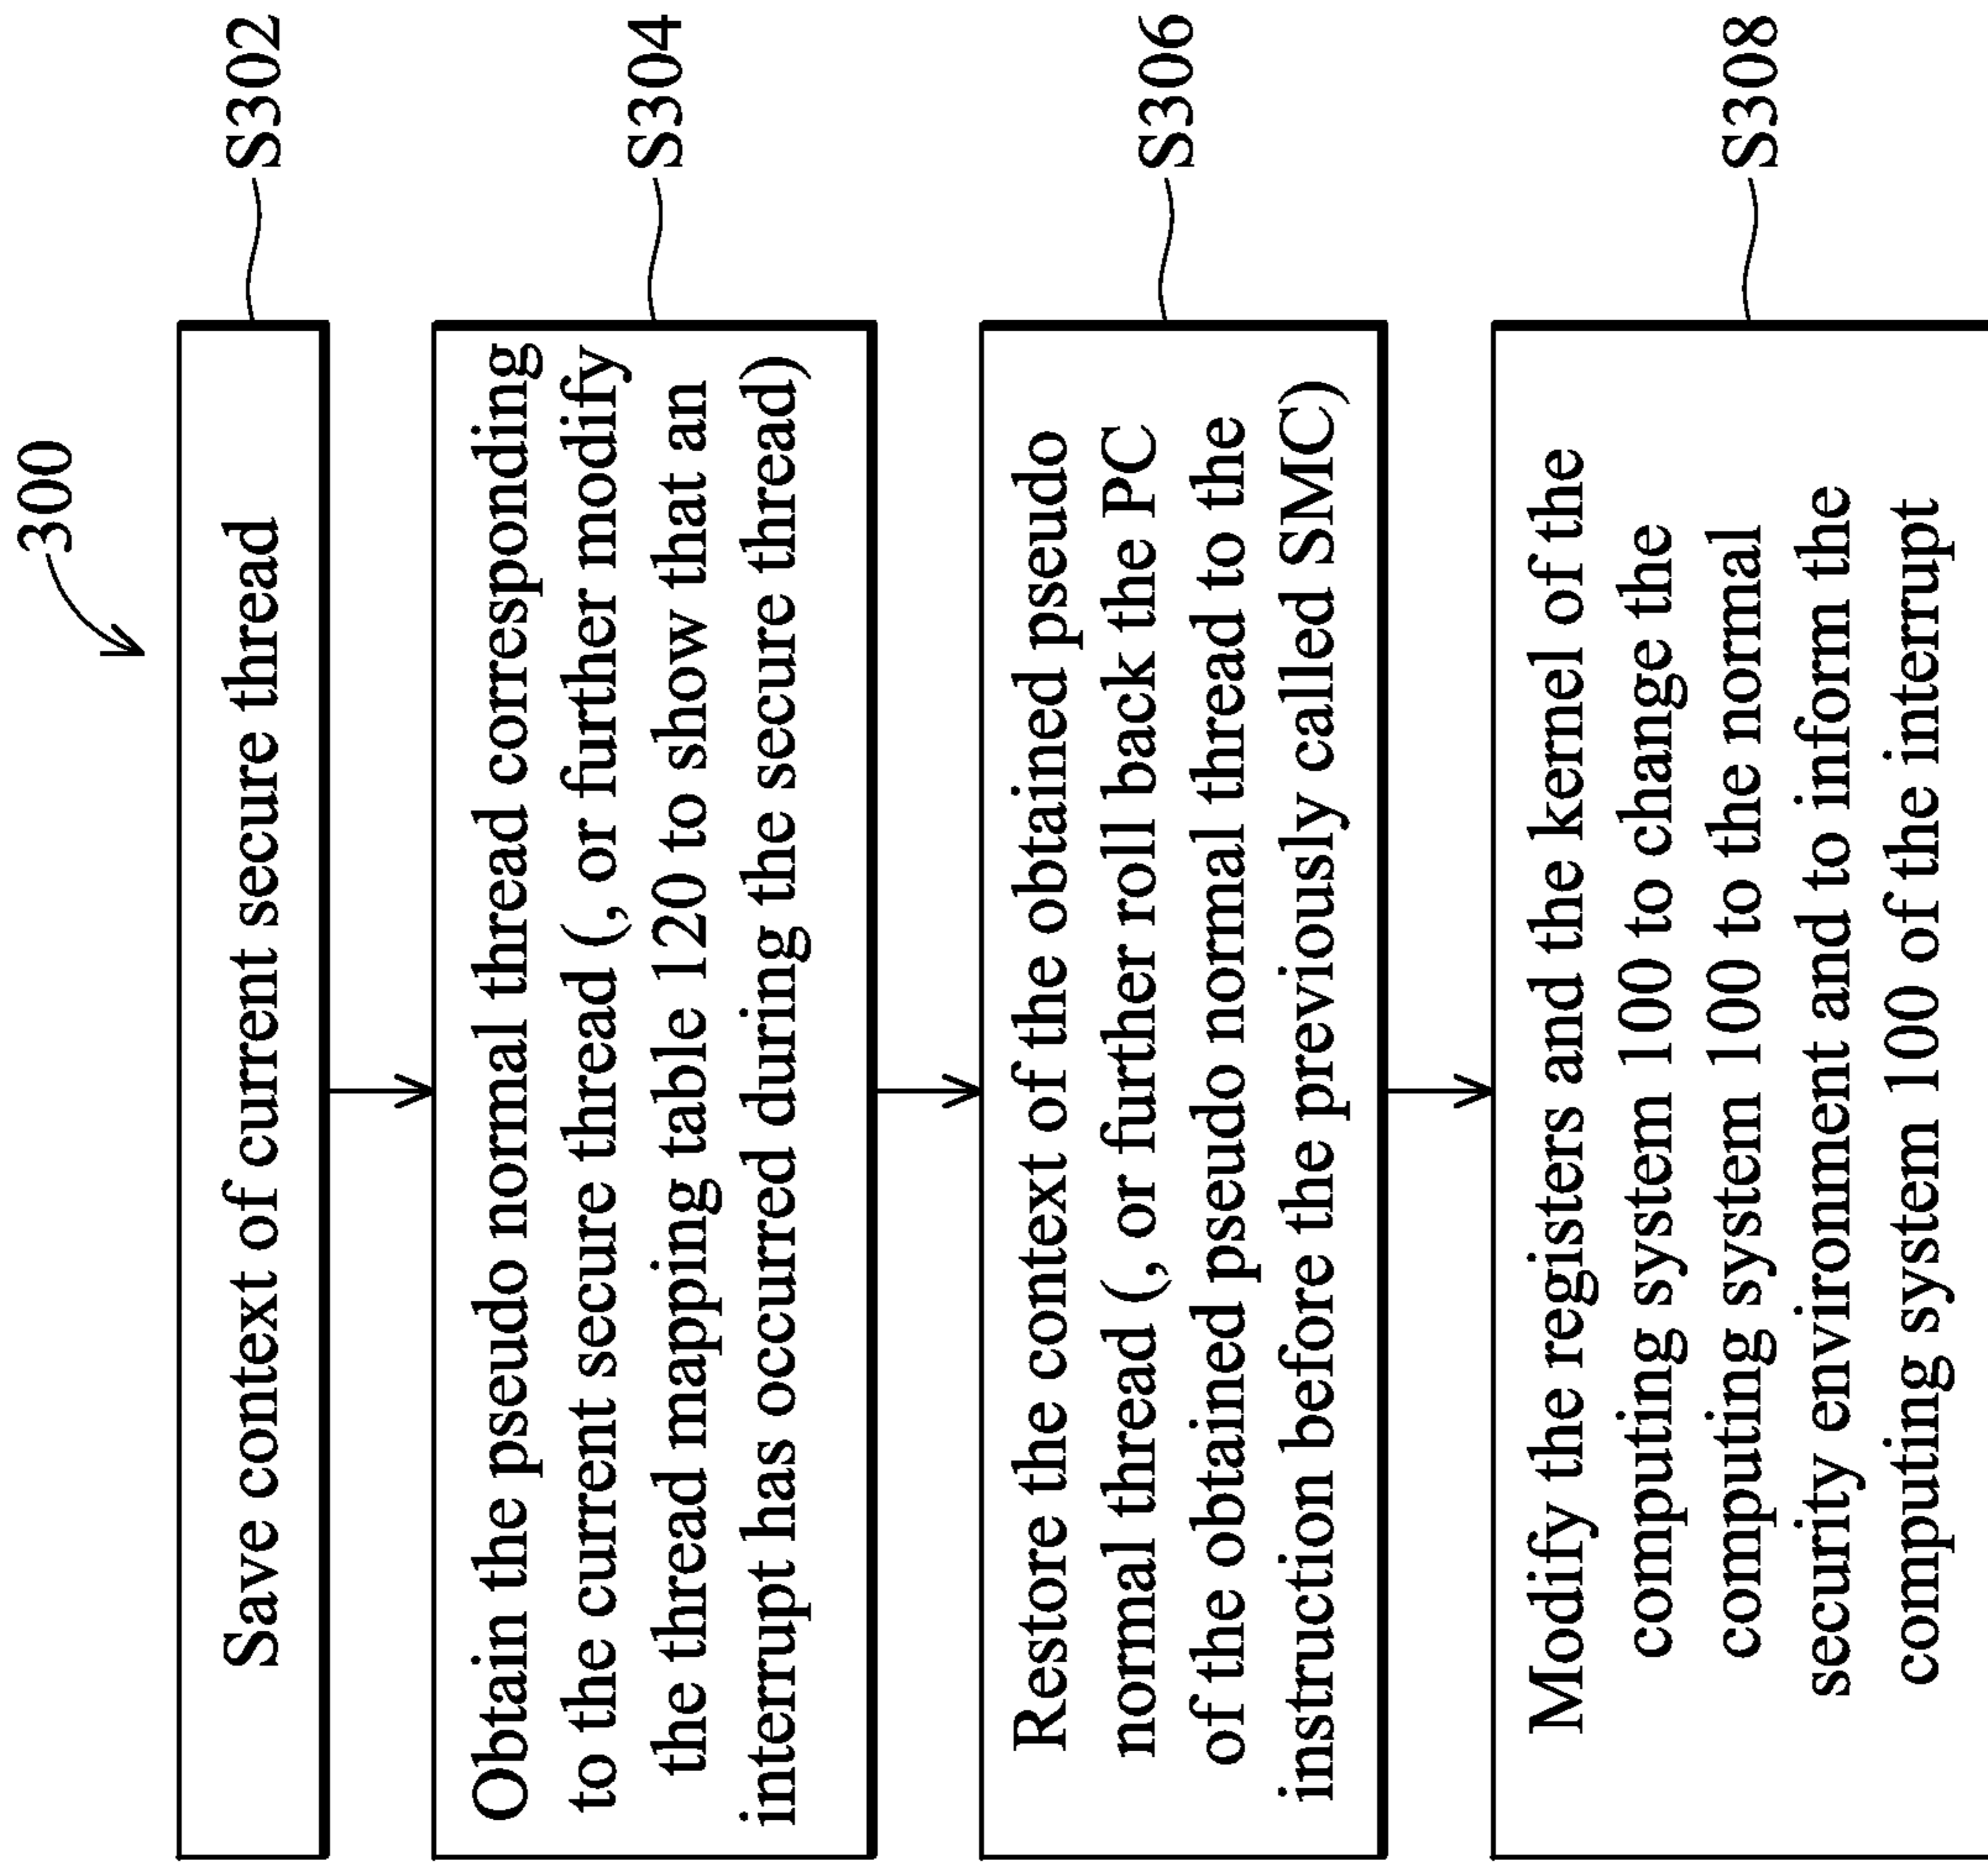 300
Save context of current secure thread
S302
Obtain the pseudo normal thread corresponding
to the current secure thread (, or further modify
the thread mapping table 120 to show that an
interrupt has occurred during the secure thread)
S304
Restore the context of the obtained pseudo
normal thread (, or further roll back the PC
of the obtained pseudo normal thread to the
instruction before the previously called SMC)
S306
Modify the registers and the kernel of the
computing system 100 to change the
computing system 100 to the normal
security environment and to inform the
computing system 100 of the interrupt
S308